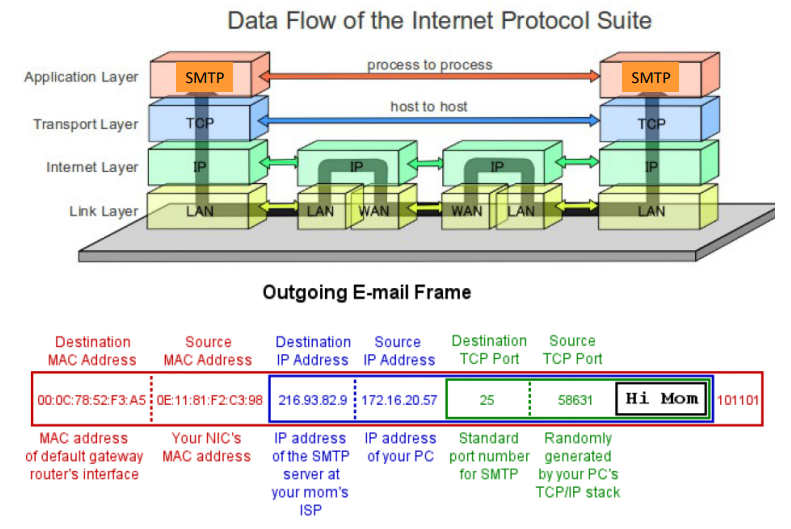 Data Flow of the Internet Protocol Suite
Application Layer
SMTP
process to process
SMTP
Transport Layer
TCP
host to host
TCP
Internet Layer
IP
IP
IP
IP
Link Layer
LAN
LAN
WAN
WAN
LAN
LAN
Outgoing E-mail Frame
Destination
MAC Address
Source
MAC Address
Destination
IP Address
Source
IP Address
Destination
TCP Port
Source
TCP Port
00:0C:78:52:F3:A5
0E:11:81:F2:C3:98
216.93.82.9
172.16.20.57
25
58631
Hi Mom
101101
MAC address
of default gateway
router's interface
Your NIC's
MAC address
IP address
of the SMTP
server at
your mom's
ISP
IP address
of your PC
Standard
port number
for SMTP
Randomly
generated
by your PC's
TCP/IP stack